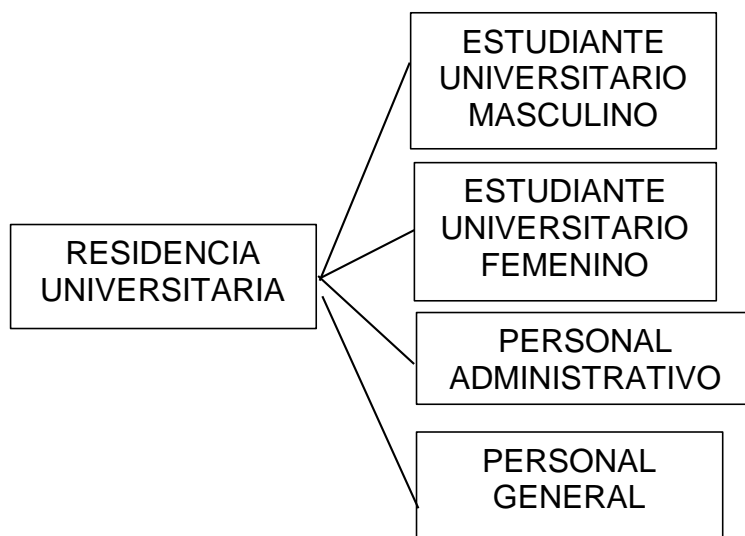 ESTUDIANTE
UNIVERSITARIO
MASCULINO
ESTUDIANTE
UNIVERSITARIO
FEMENINO
RESIDENCIA
UNIVERSITARIA
PERSONAL
ADMINISTRATIVO
PERSONAL
GENERAL